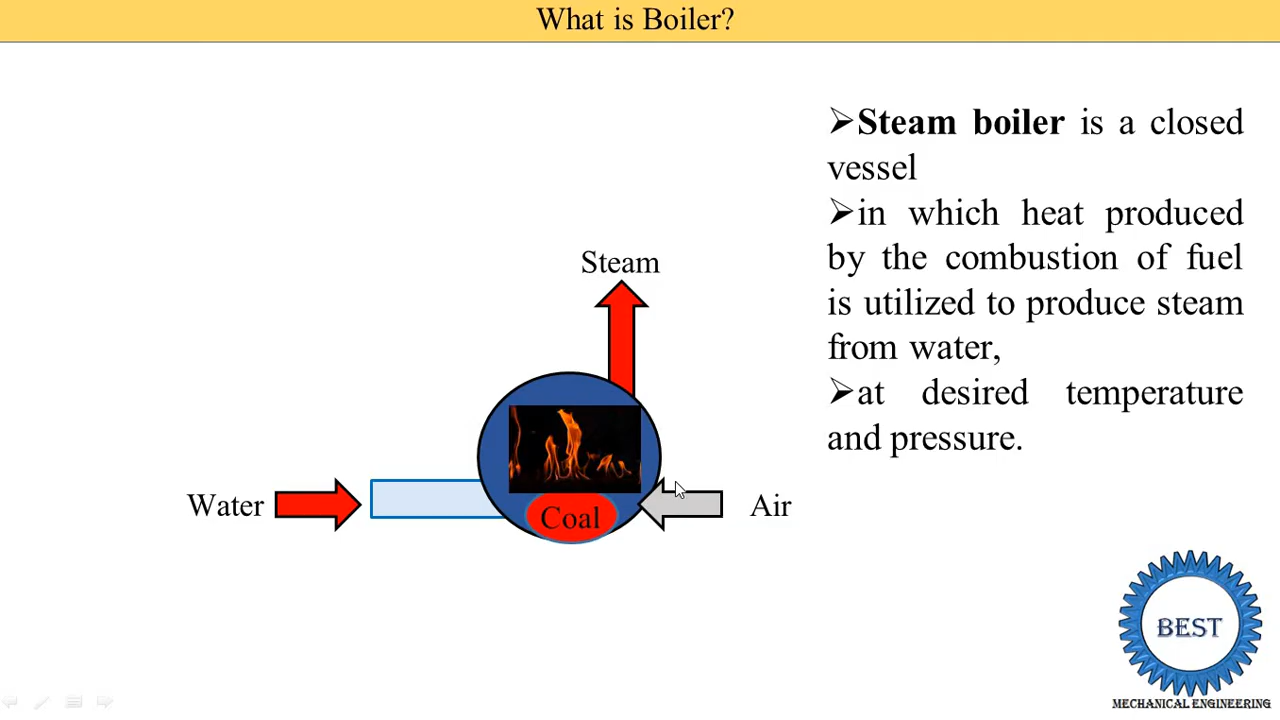 What is Boiler?
➢Steam boiler is a closed
vessel
➢in which heat produced
by the combustion of fuel
is utilized to produce steam
from water,
➢at desired temperature
and pressure.
Steam
Water
Coal
Air
BEST
MECHANICAL ENGINEERING